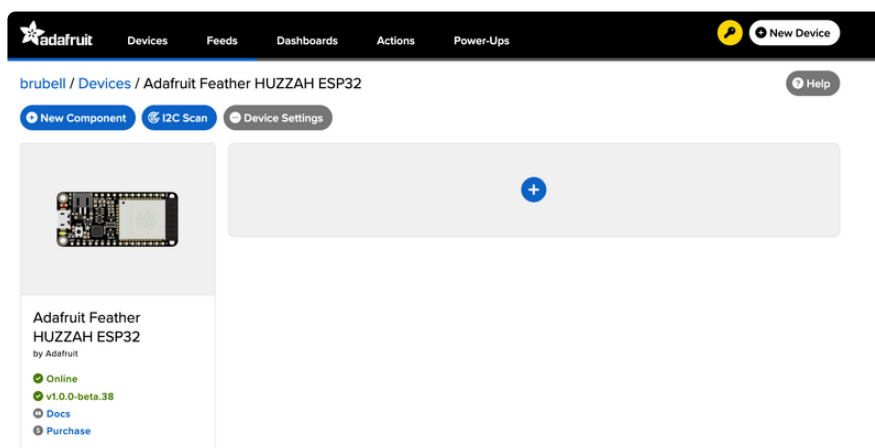 adafruit Devices Feeds Dashboards Actions Power-Ups New Device
brubell / Devices / Adafruit Feather HUZZAH ESP32 Help
New Component I2C Scan Device Settings
Adafruit Feather
HUZZAH ESP32
by Adafruit
Online
v1.0.0-beta.38
Docs
Purchase